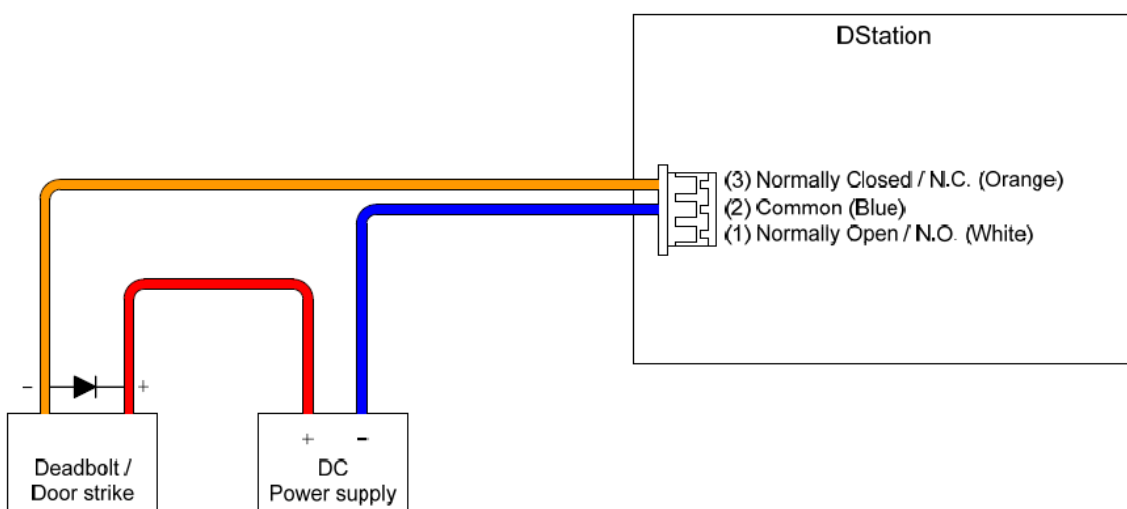 DStation
(3) Normally Closed / N.C. (Orange)
(2) Common (Blue)
(1) Normally Open / N.O. (White)
- +
+ -
Deadbolt /
Door strike
DC
Power supply